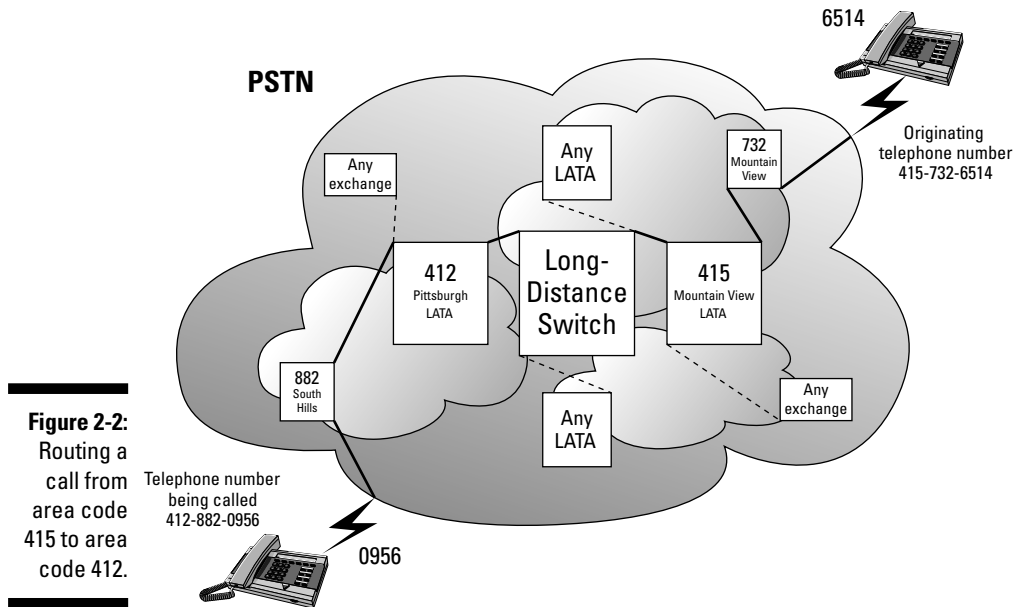 6514
PSTN
Originating
telephone number
415-732-6514
732
Mountain
View
Any
LATA
Any
exchange
412
Pittsburgh
LATA
Long-
Distance
Switch
415
Mountain View
LATA
882
South
Hills
Any
LATA
Any
exchange
Figure 2-2:
Routing a
call from
area code
415 to area
code 412.
Telephone number
being called
412-882-0956
0956